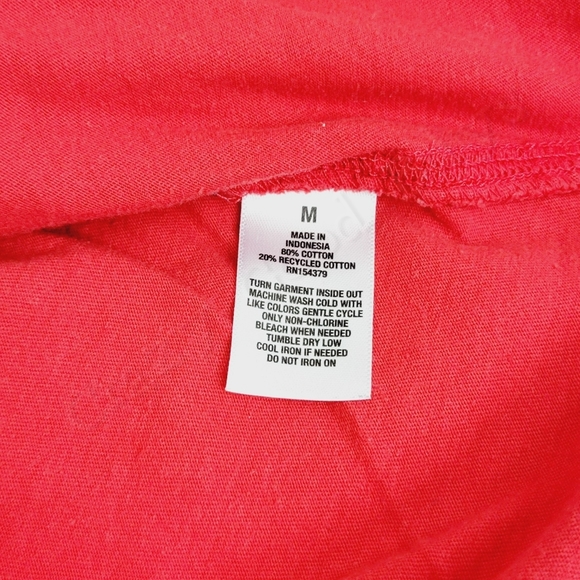 M
MADE IN
INDONESIA
80% COTTON
20% RECYCLED COTTON
RN154379
TURN GARMENT INSIDE OUT
MACHINE WASH COLD WITH
LIKE COLORS GENTLE CYCLE
ONLY NON-CHLORINE
BLEACH WHEN NEEDED
TUMBLE DRY LOW
COOL IRON IF NEEDED
DO NOT IRON ON